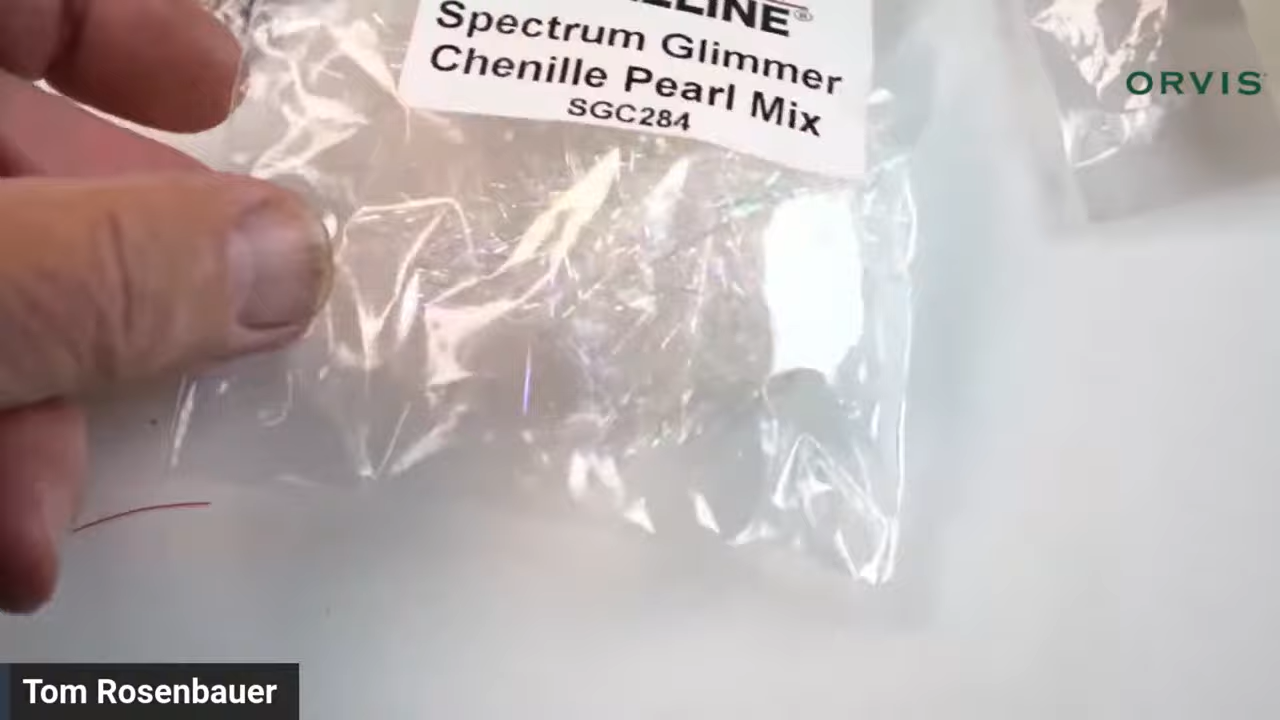 Spectrum Glimmer
Chenille Pearl Mix
SGC284
ORVIS
Tom Rosenbauer